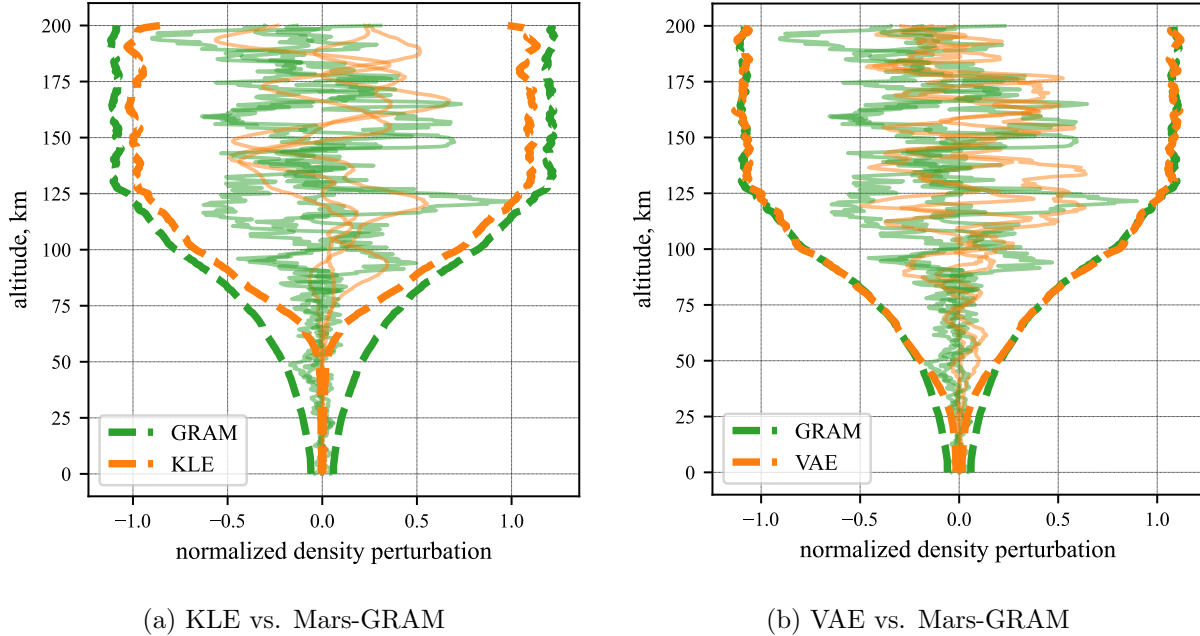 200
175
150
125
100
75
50
25
0
altitude, km
GRAM
KLE
−1.0 −0.5 0.0 0.5 1.0
normalized density perturbation
(a) KLE vs. Mars-GRAM
200
175
150
125
100
75
50
25
0
altitude, km
GRAM
VAE
−1.0 −0.5 0.0 0.5 1.0
normalized density perturbation
(b) VAE vs. Mars-GRAM